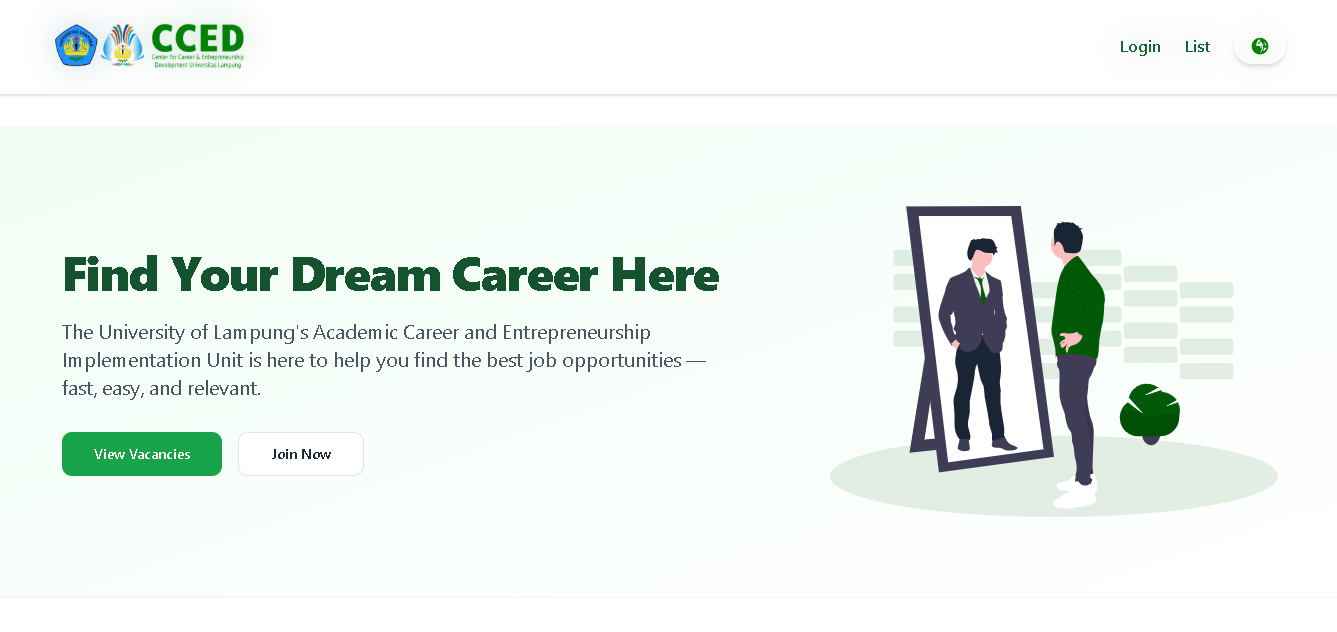 CCED
Center for Career & Entrepreneurship
Development Universitas Lampung
Login
List
Find Your Dream Career Here
The University of Lampung's Academic Career and Entrepreneurship
Implementation Unit is here to help you find the best job opportunities —
fast, easy, and relevant.
View Vacancies
Join Now